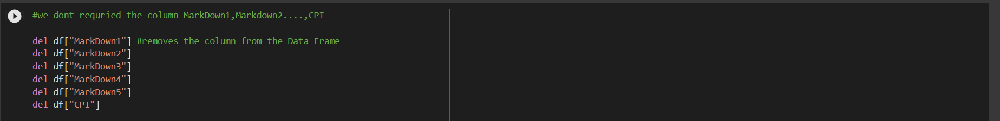 #we dont requried the column MarkDown1,Markdown2....,CPI
del df["MarkDown1"] #removes the column from the Data Frame
del df["MarkDown2"]
del df["MarkDown3"]
del df["MarkDown4"]
del df["MarkDown5"]
del df["CPI"]